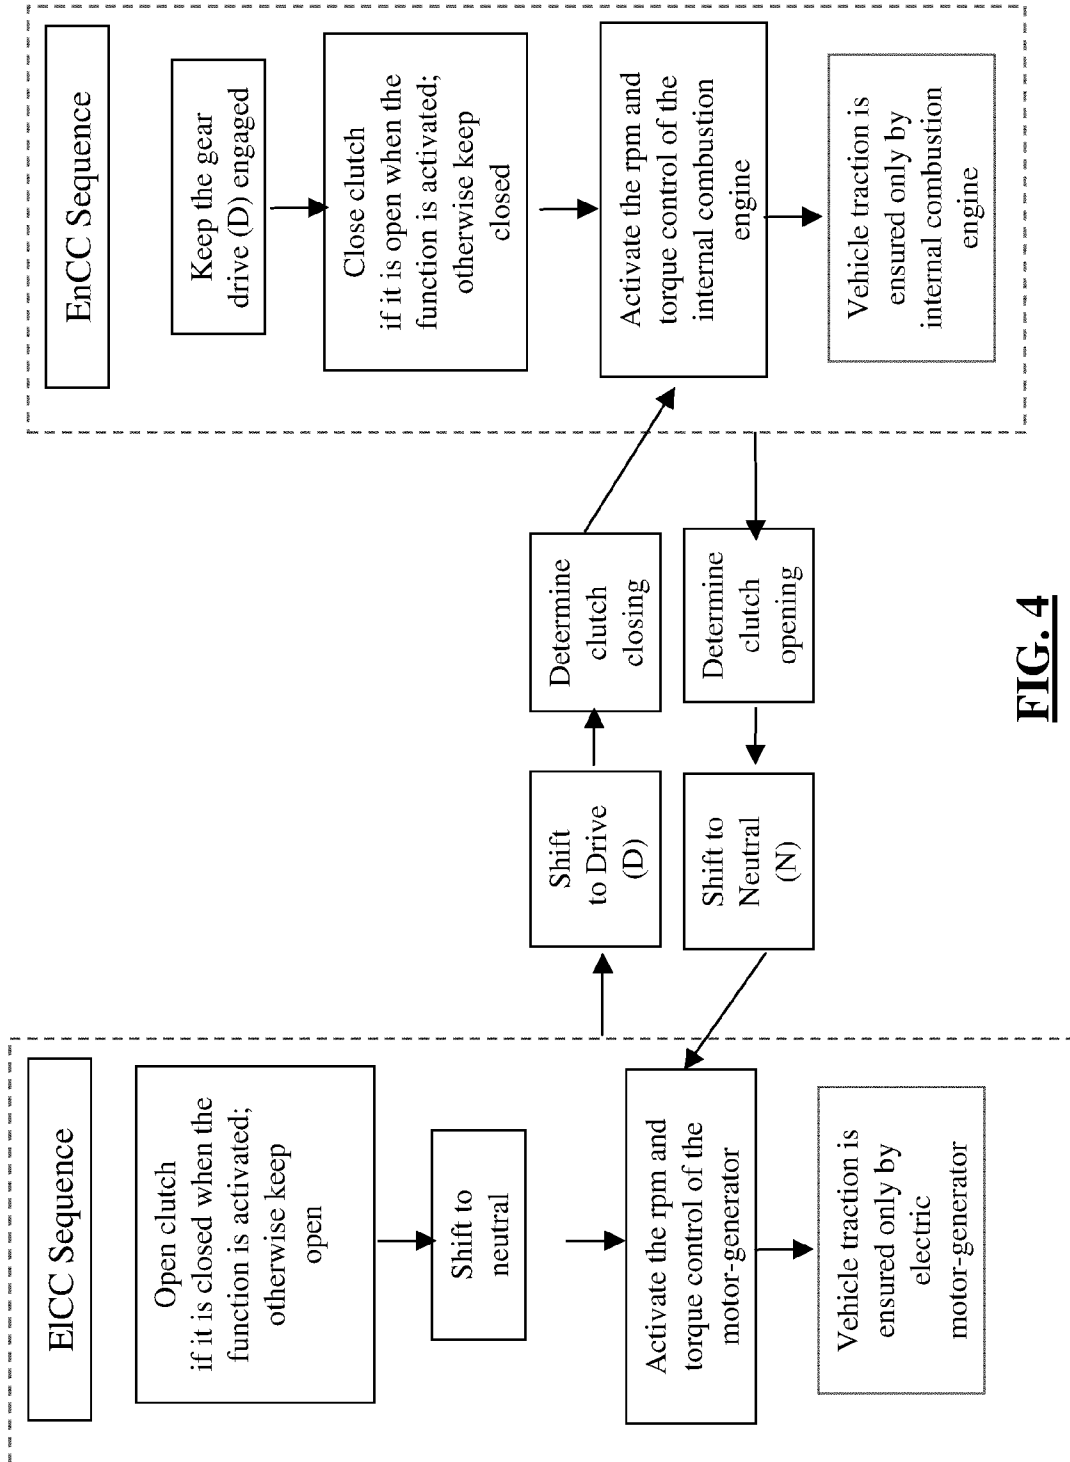 ElCC Sequence
Open clutch
if it is closed when the
function is activated;
otherwise keep
open
Shift to
neutral
Activate the rpm and
torque control of the
motor-generator
Vehicle traction is
ensured only by
electric
motor-generator
Shift
to Drive
(D)
Determine
clutch
closing
Shift to
Neutral
(N)
Determine
clutch
opening
EnCC Sequence
Keep the gear
drive (D) engaged
Close clutch
if it is open when the
function is activated;
otherwise keep
closed
Activate the rpm and
torque control of the
internal combustion
engine
Vehicle traction is
ensured only by
internal combustion
engine
FIG. 4